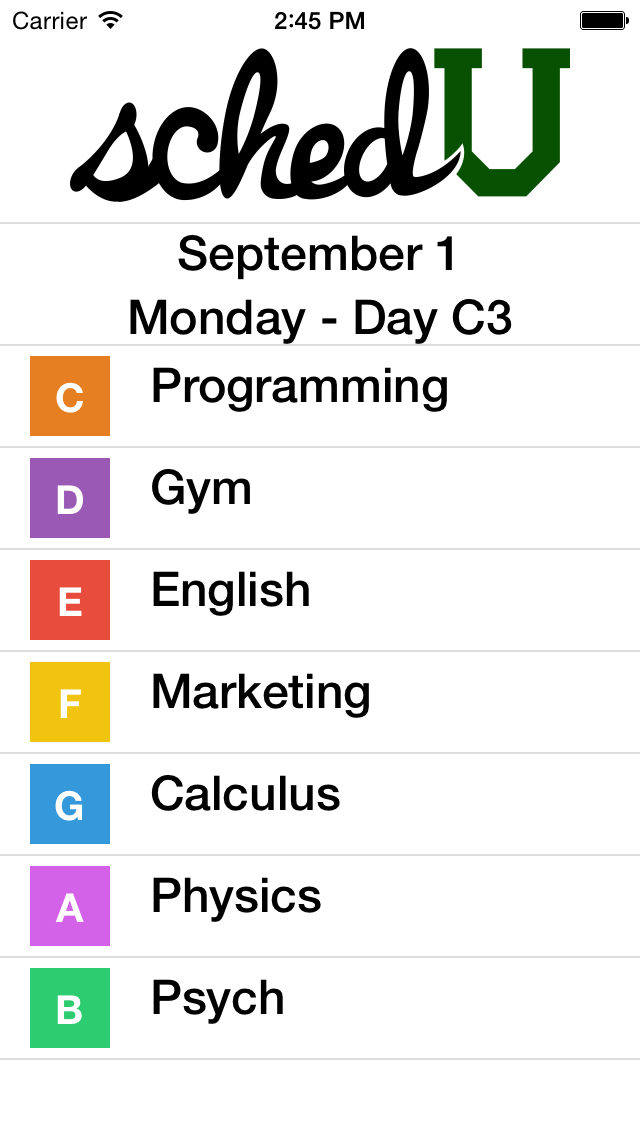 Carrier 2:45 PM
schedU
September 1
Monday - Day C3
C Programming
D Gym
E English
F Marketing
G Calculus
A Physics
B Psych